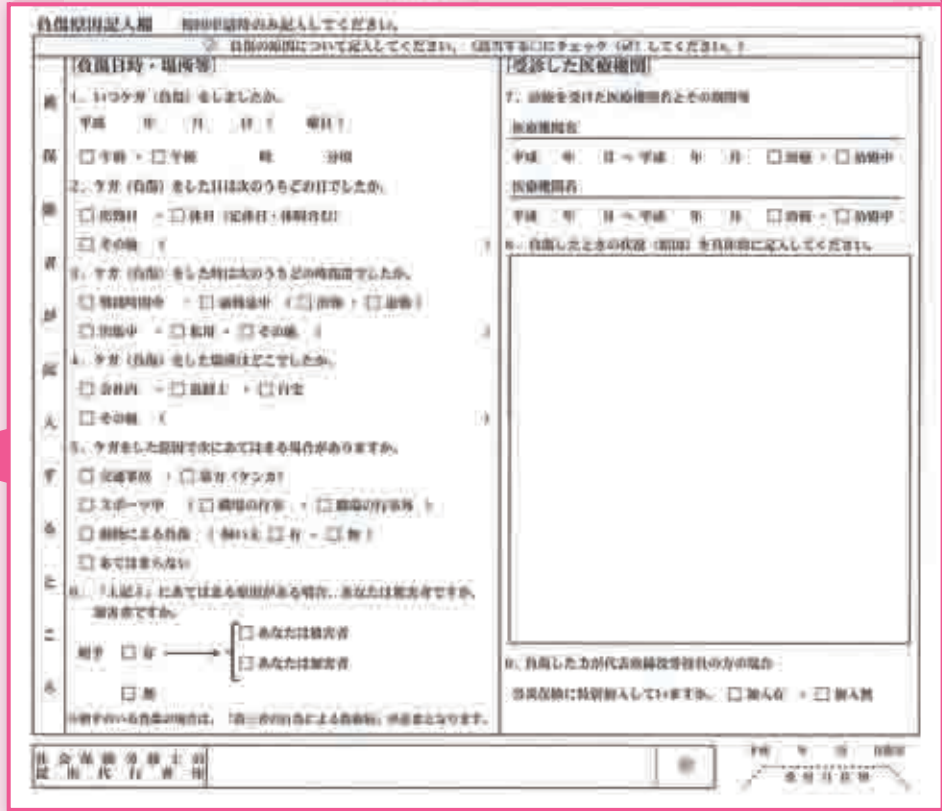 負傷原因記入欄　初回申請時のみ記入してください。
負傷の原因について記入してください。（該当する□にチェック（☑）してください。）
被保険者が記入するところ
［負傷日時・場所等］
1．いつケガ（負傷）をしましたか。
平成　年　月　日（　曜日）
□午前・□午後　時　分頃
2．ケガ（負傷）をした日は次のうちどの日でしたか。
□出勤日・□休日（定休日・休暇含む）
□その他（　）
3．ケガ（負傷）をした時は次のうちどの時間帯でしたか。
□勤務時間中・□通勤途中（□出勤・□退勤）
□出張中・□私用・□その他（　）
4．ケガ（負傷）をした場所はどこでしたか。
□会社内・□道路上・□自宅
□その他（　）
5．ケガをした原因で次にあてはまる場合がありますか。
□交通事故・□暴力（ケンカ）
□スポーツ中（□職場の行事・□職場の行事外）
□動物による負傷（飼い主□有・□無）
□あてはまらない
6．「上記5」にあてはまる原因がある場合、あなたは被害者ですか、
加害者ですか。
相手　□有
□あなたは被害者
□あなたは加害者
□無
※相手のいる負傷の場合は、「第三者の行為による傷病届」が必要となります。
［受診した医療機関］
7．診療を受けた医療機関名とその期間等
医療機関名
平成　年　月～平成　年　月　□治癒・□治療中
医療機関名
平成　年　月～平成　年　月　□治癒・□治療中
8．負傷したときの状況（原因）を具体的に記入してください。
9．負傷した方が代表取締役等役員の方の場合
労災保険に特別加入していますか。□加入有・□加入無
社会保険労務士の
提出代行者印
印
受付日付印